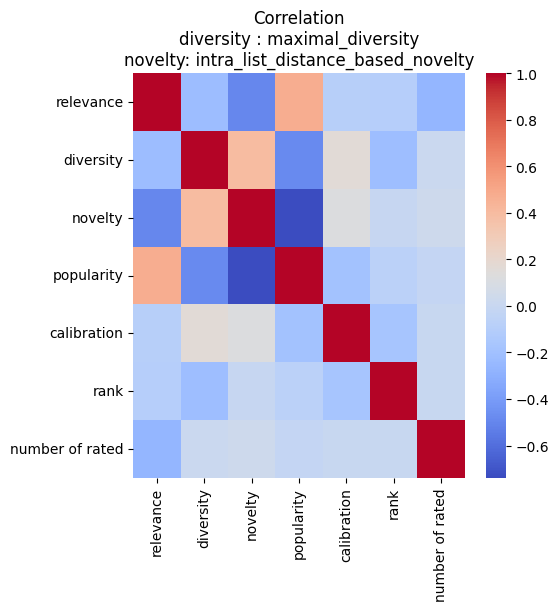 Correlation
diversity : maximal_diversity
novelty: intra_list_distance_based_novelty
relevance
diversity
novelty
popularity
calibration
rank
number of rated
relevance
diversity
novelty
popularity
calibration
rank
number of rated
1.0
0.8
0.6
0.4
0.2
0.0
−0.2
−0.4
−0.6